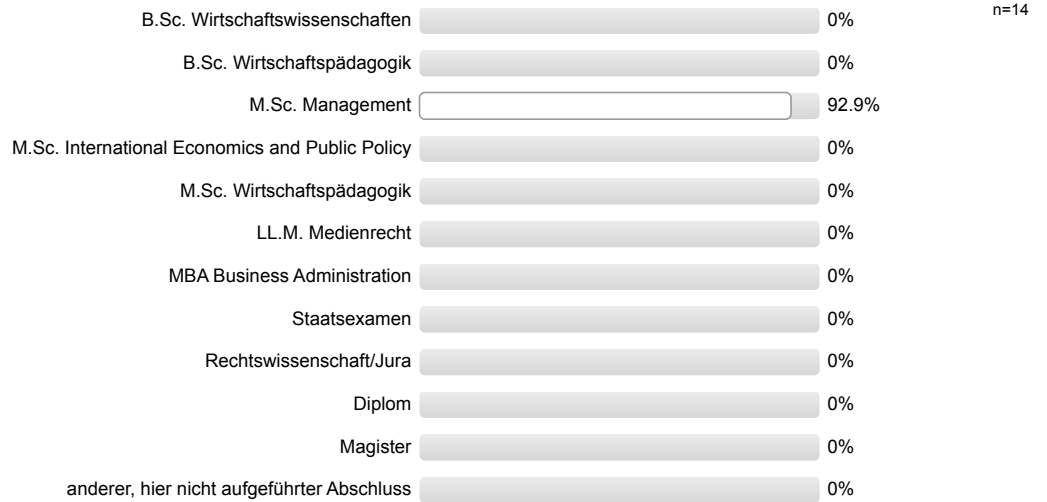 B.Sc. Wirtschaftswissenschaften 0% n=14
B.Sc. Wirtschaftspädagogik 0%
M.Sc. Management 92.9%
M.Sc. International Economics and Public Policy 0%
M.Sc. Wirtschaftspädagogik 0%
LL.M. Medienrecht 0%
MBA Business Administration 0%
Staatsexamen 0%
Rechtswissenschaft/Jura 0%
Diplom 0%
Magister 0%
anderer, hier nicht aufgeführter Abschluss 0%